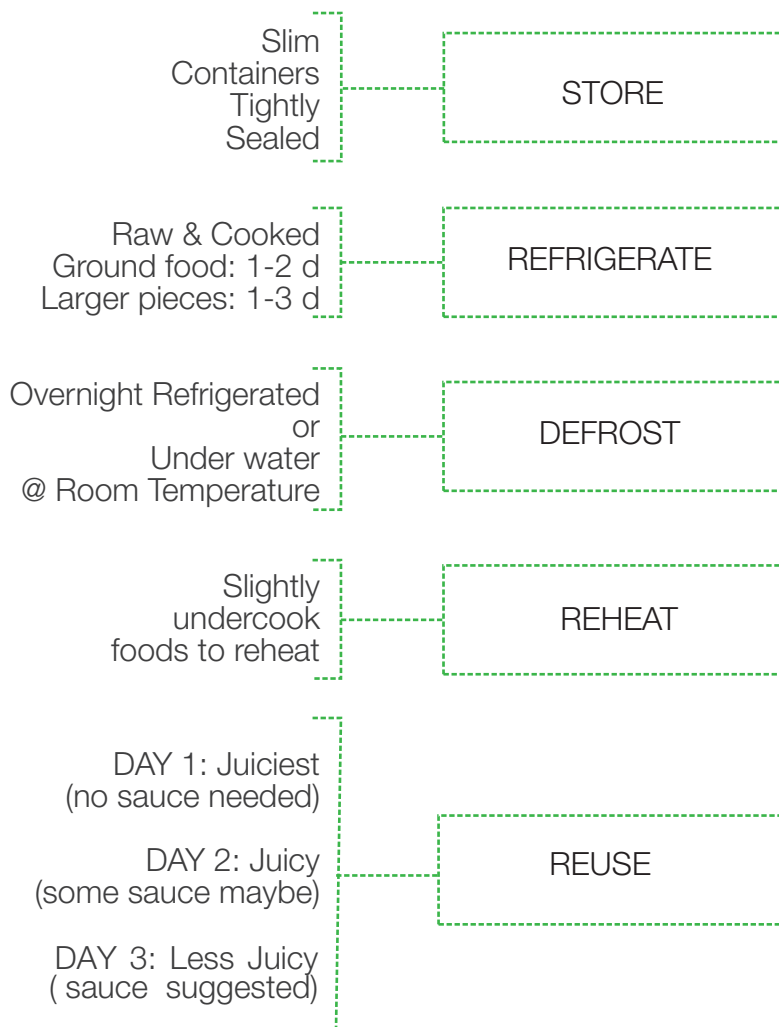 Slim
Containers
Tightly
Sealed
STORE
Raw & Cooked
Ground food: 1-2 d
Larger pieces: 1-3 d
REFRIGERATE
Overnight Refrigerated
or
Under water
@ Room Temperature
DEFROST
Slightly
undercook
foods to reheat
REHEAT
DAY 1: Juiciest
(no sauce needed)
DAY 2: Juicy
(some sauce maybe)
DAY 3: Less Juicy
( sauce suggested)
REUSE